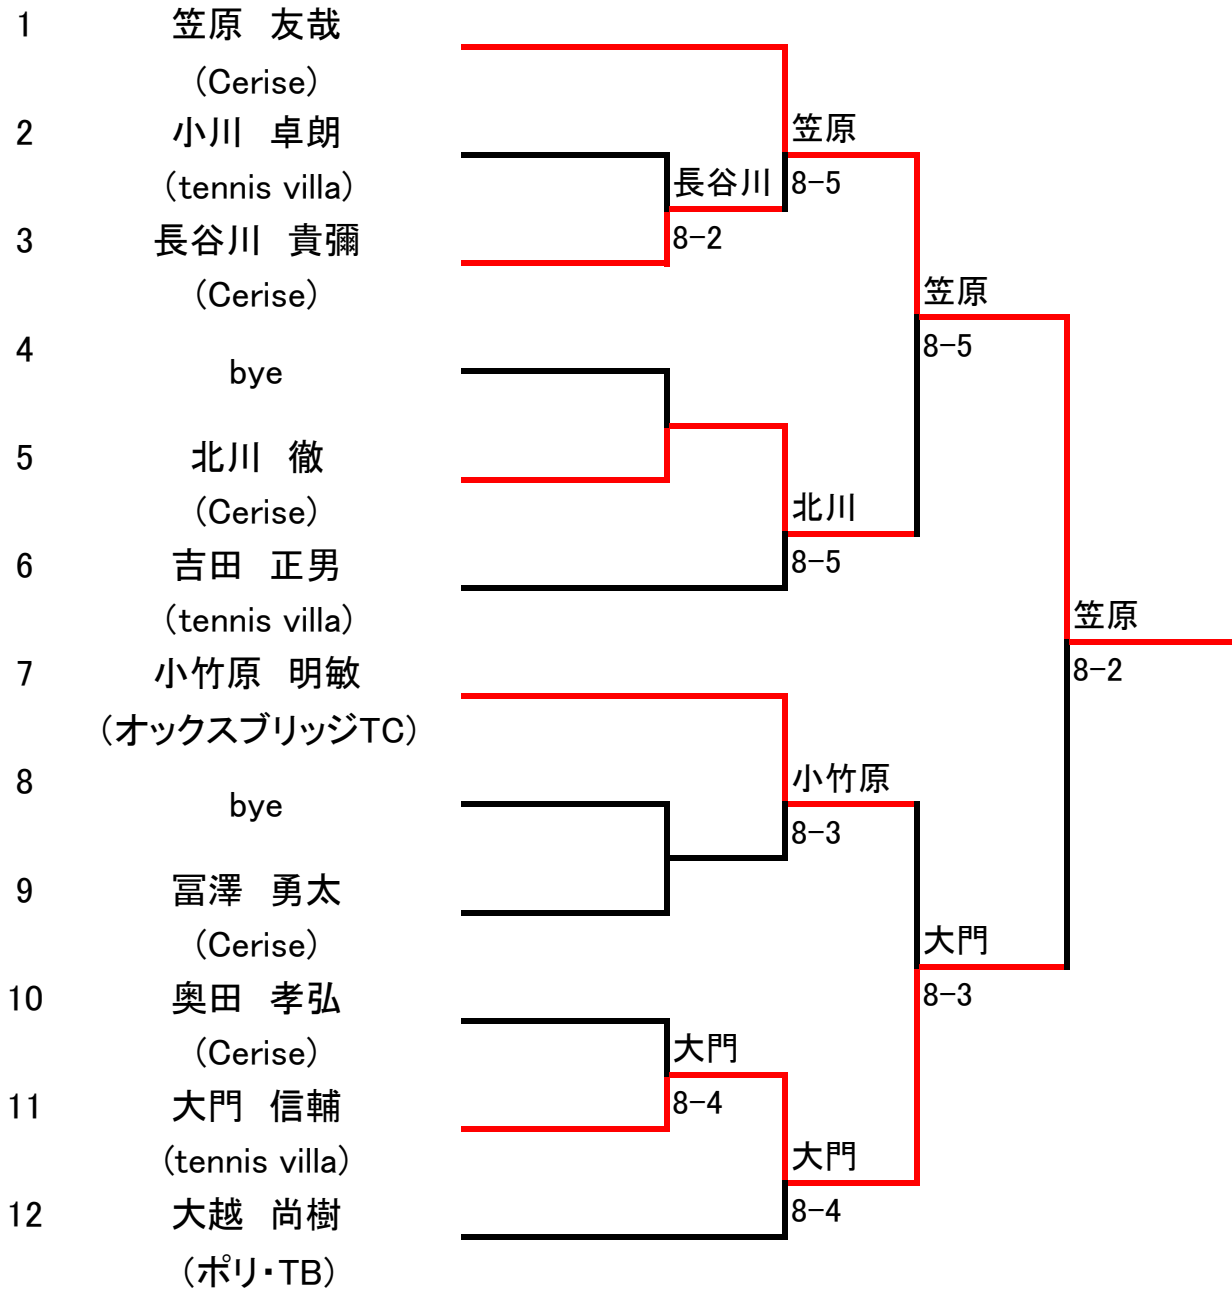 1 笠原 友哉
(Cerise)
2 小川 卓朗
(tennis villa)
3 長谷川 貴彌
(Cerise)
4 bye
5 北川 徹
(Cerise)
6 吉田 正男
(tennis villa)
7 小竹原 明敏
(オックスブリッジTC)
8 bye
9 冨澤 勇太
(Cerise)
10 奥田 孝弘
(Cerise)
11 大門 信輔
(tennis villa)
12 大越 尚樹
(ポリ・TB)
長谷川
8-2
大門
8-4
笠原
8-5
北川
8-5
小竹原
8-3
大門
8-4
笠原
8-5
大門
8-3
笠原
8-2